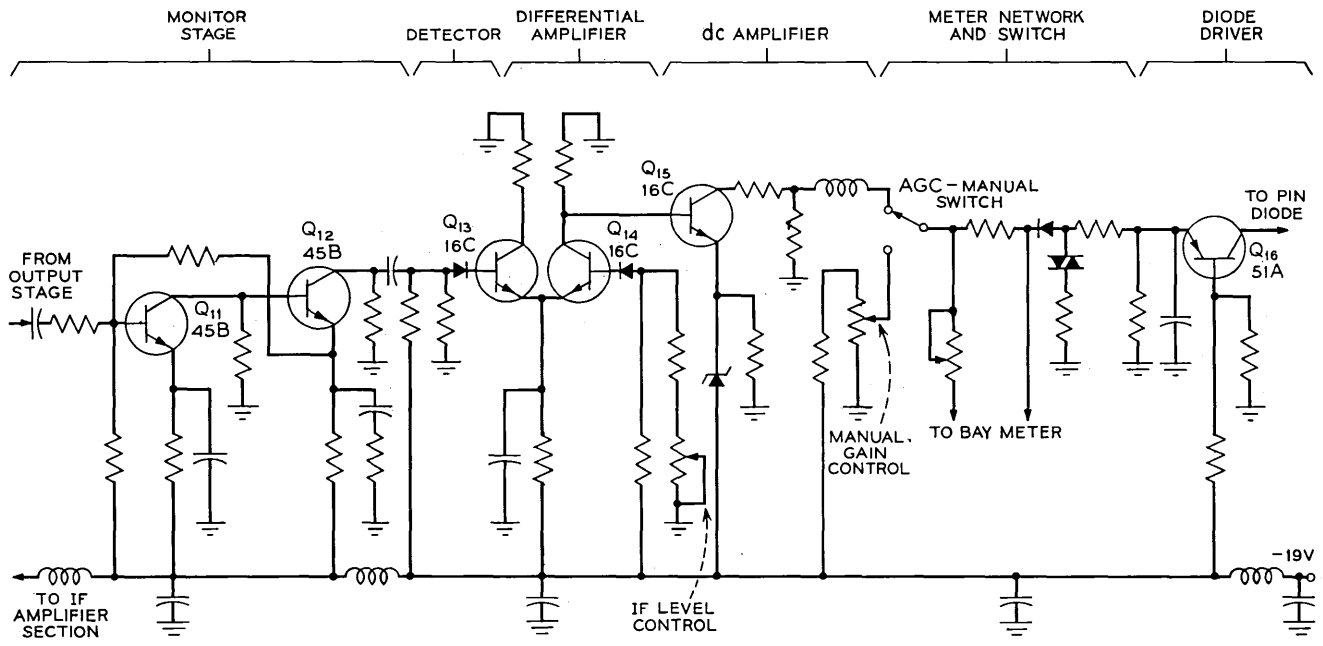 MONITOR
STAGE
DETECTOR
DIFFERENTIAL
AMPLIFIER
dc AMPLIFIER
METER NETWORK
AND SWITCH
DIODE
DRIVER
FROM
OUTPUT
STAGE
Q11
45B
Q12
45B
Q13
16C
Q14
16C
Q15
16C
AGC-MANUAL
SWITCH
TO PIN
DIODE
Q16
51A
MANUAL.
GAIN
CONTROL
TO BAY METER
IF LEVEL
CONTROL
-19V
TO IF
AMPLIFIER
SECTION